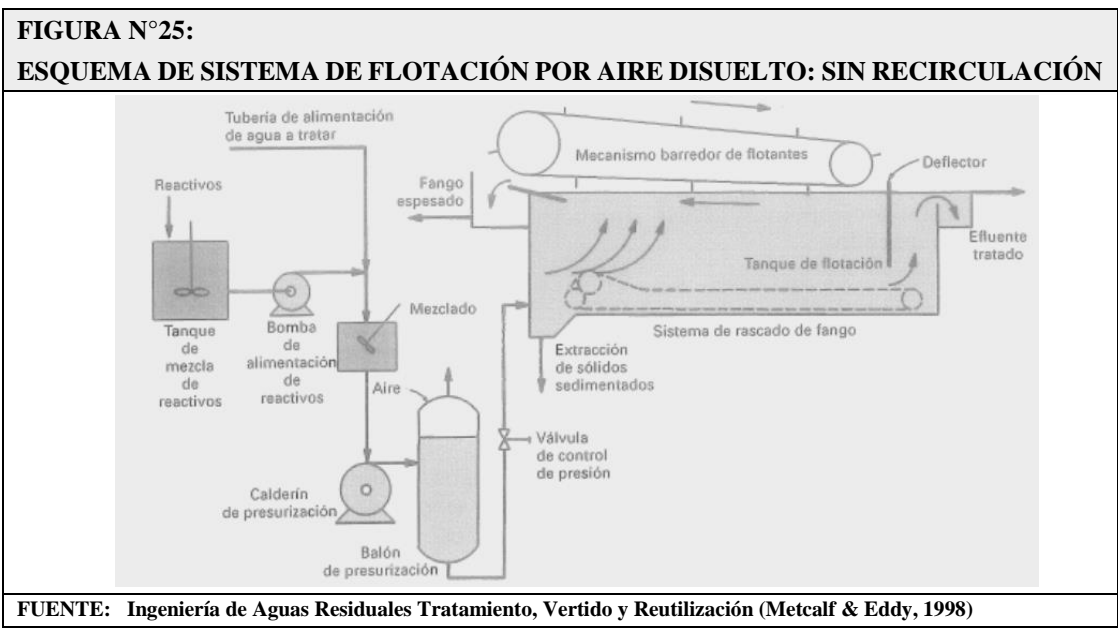 FIGURA N°25:
ESQUEMA DE SISTEMA DE FLOTACIÓN POR AIRE DISUELTO: SIN RECIRCULACIÓN
Tubería de alimentación
de agua a tratar
Reactivos
Tanque
de
mezcla
de
reactivos
Bomba
de
alimentación
de
reactivos
Mezclado
Aire
Calderín
de presurización
Balón
de presurización
Válvula
de control
de presión
Fango
espesado
Mecanismo barredor de flotantes
Deflector
Efluente
tratado
Tanque de flotación
Sistema de rascado de fango
Extracción
de sólidos
sedimentados
FUENTE: Ingeniería de Aguas Residuales Tratamiento, Vertido y Reutilización (Metcalf & Eddy, 1998)